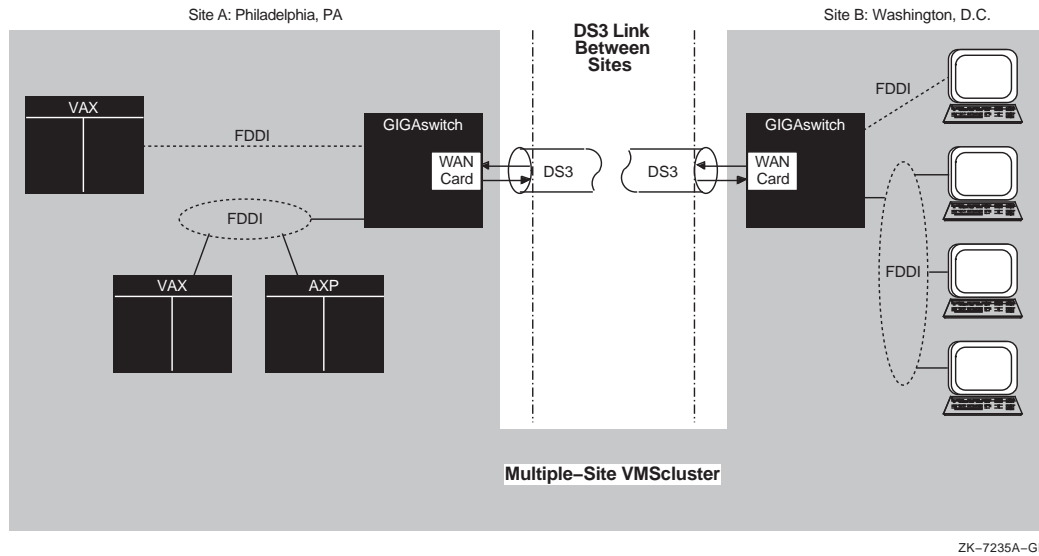 Site A: Philadelphia, PA
DS3 Link
Between
Sites
Site B: Washington, D.C.
VAX
FDDI
GIGAswitch
WAN
Card
DS3
DS3
GIGAswitch
WAN
Card
FDDI
FDDI
VAX
AXP
FDDI
Multiple–Site VMScluster
ZK–7235A–G